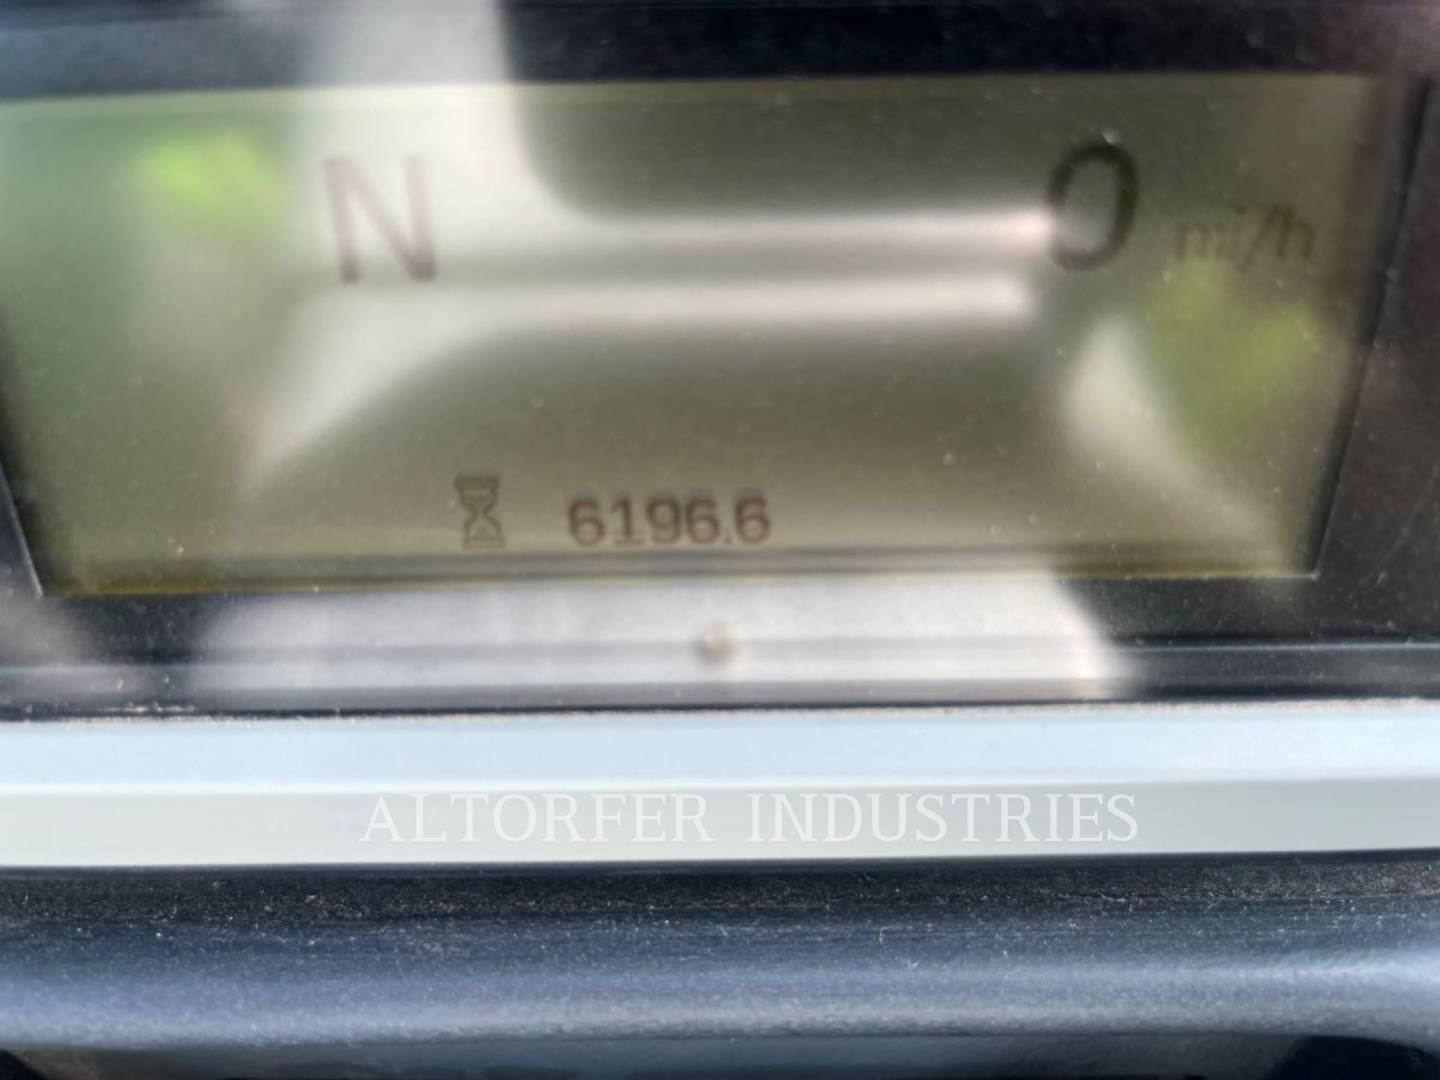 N 0 mi/h
6196.6
ALTORFER INDUSTRIES